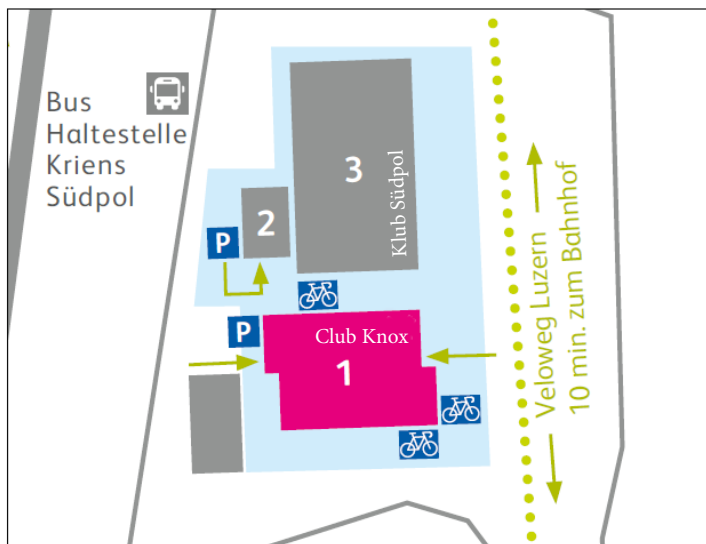 Bus
Haltestelle
Kriens
Südpol
3
Klub Südpol
2
P
P
Club Knox
1
Veloweg Luzern
10 min. zum Bahnhof